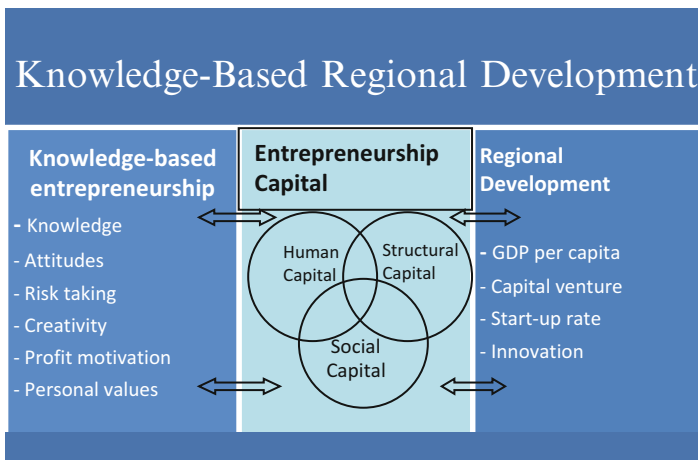 Knowledge-Based Regional Development
Knowledge-based
entrepreneurship
- Knowledge
- Attitudes
- Risk taking
- Creativity
- Profit motivation
- Personal values
Entrepreneurship
Capital
Human
Capital
Structural
Capital
Social
Capital
Regional
Development
- GDP per capita
- Capital venture
- Start-up rate
- Innovation